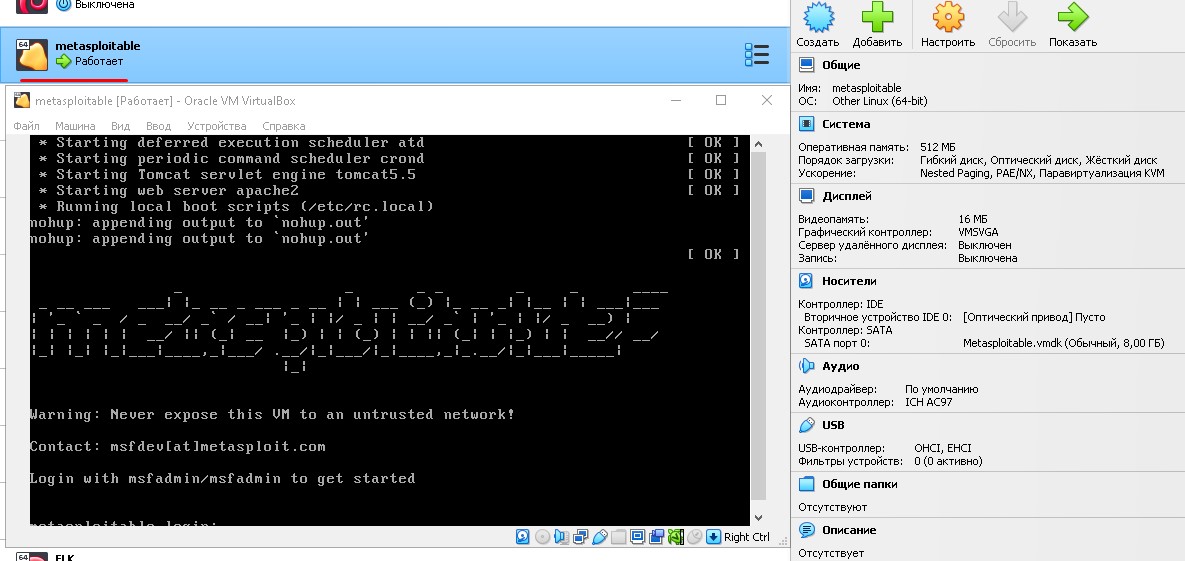 Выключена
64
metasploitable
Работает
metasploitable [Работает] - Oracle VM VirtualBox
Файл Машина Вид Ввод Устройства Справка
* Starting deferred execution scheduler atd [ OK ]
* Starting periodic command scheduler crond [ OK ]
* Starting Tomcat servlet engine tomcat5.5 [ OK ]
* Starting web server apache2 [ OK ]
* Running local boot scripts (/etc/rc.local)
nohup: appending output to `nohup.out'
nohup: appending output to `nohup.out'
[ OK ]
metasploitable2
Warning: Never expose this VM to an untrusted network!
Contact: msfdev[at]metasploit.com
Login with msfadmin/msfadmin to get started
metasploitable login:
Right Ctrl
64
ELK
Создать Добавить Настроить Сбросить Показать
Общие
Имя: metasploitable
ОС: Other Linux (64-bit)
Система
Оперативная память: 512 МБ
Порядок загрузки: Гибкий диск, Оптический диск, Жёсткий диск
Ускорение: Nested Paging, PAE/NX, Паравиртуализация KVM
Дисплей
Видеопамять: 16 МБ
Графический контроллер: VMSVGA
Сервер удалённого дисплея: Выключен
Запись: Выключена
Носители
Контроллер: IDE
Вторичное устройство IDE 0: [Оптический привод] Пусто
Контроллер: SATA
SATA порт 0: Metasploitable.vmdk (Обычный, 8,00 ГБ)
Аудио
Аудиодрайвер: По умолчанию
Аудиоконтроллер: ICH AC97
USB
USB-контроллер: OHCI, EHCI
Фильтры устройств: 0 (0 активно)
Общие папки
Отсутствуют
Описание
Отсутствует